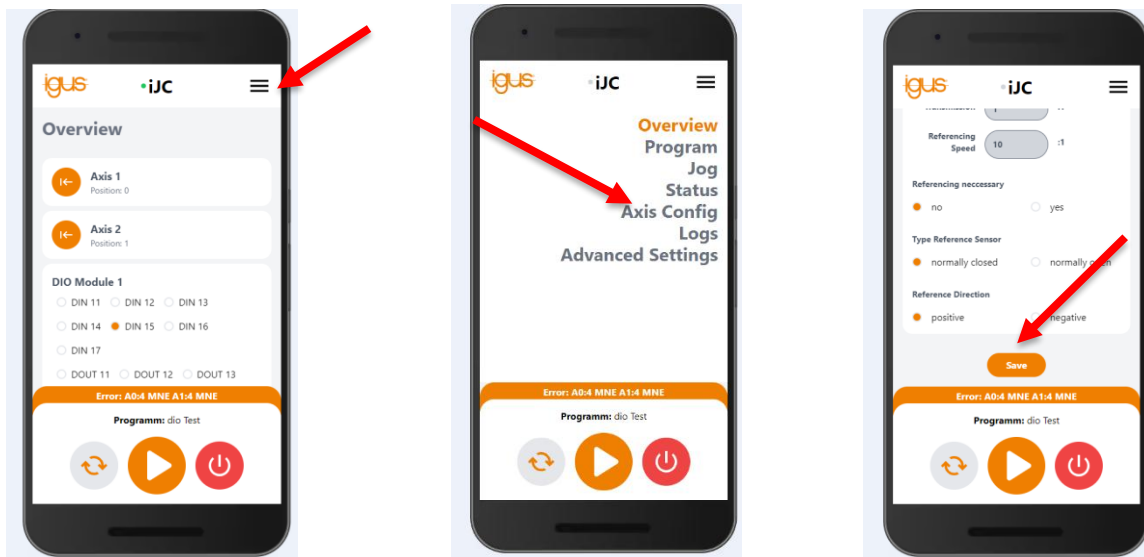 igus
iJC
Overview
Axis 1
Position: 0
Axis 2
Position: 1
DIO Module 1
DIN 11 DIN 12 DIN 13
DIN 14 DIN 15 DIN 16
DIN 17
DOUT 11 DOUT 12 DOUT 13
Error: A0:4 MNE A1:4 MNE
Programm: dio Test
igus
iJC
Overview
Program
Jog
Status
Axis Config
Logs
Advanced Settings
Error: A0:4 MNE A1:4 MNE
Programm: dio Test
igus
iJC
Referencing
Speed 10 :1
Referencing neccessary
no yes
Type Reference Sensor
normally closed normally
Reference Direction
positive negative
Save
Error: A0:4 MNE A1:4 MNE
Programm: dio Test